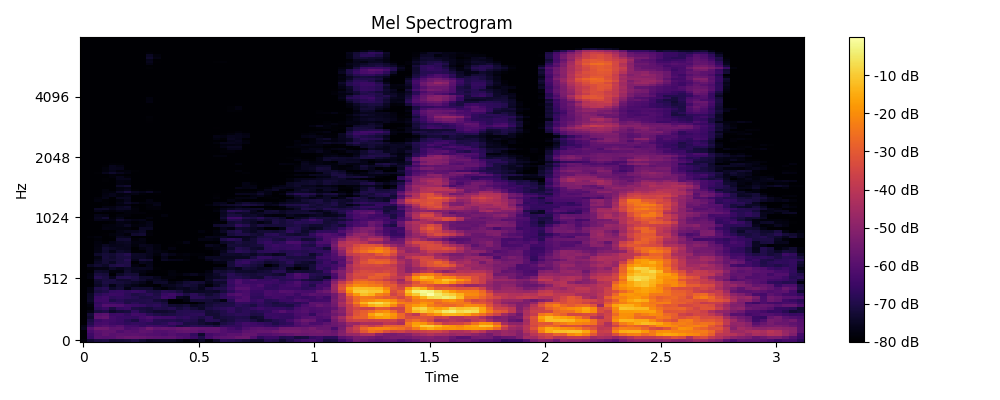 Mel Spectrogram
Hz
4096
2048
1024
512
0
0
0.5
1
1.5
2
2.5
3
Time
-10 dB
-20 dB
-30 dB
-40 dB
-50 dB
-60 dB
-70 dB
-80 dB